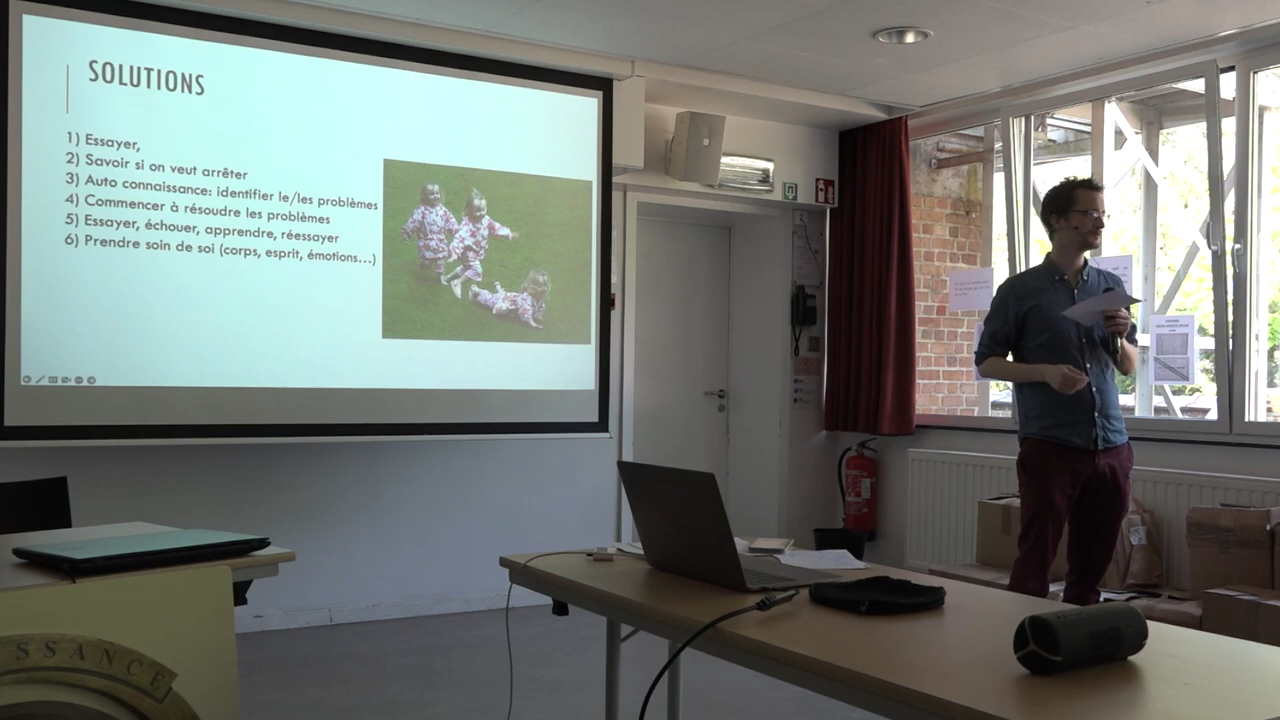 SOLUTIONS
1) Essayer,
2) Savoir si on veut arrêter
3) Auto connaissance: identifier le/les problèmes
4) Commencer à résoudre les problèmes
5) Essayer, échouer, apprendre, réessayer
6) Prendre soin de soi (corps, esprit, émotions...)
SSANCE